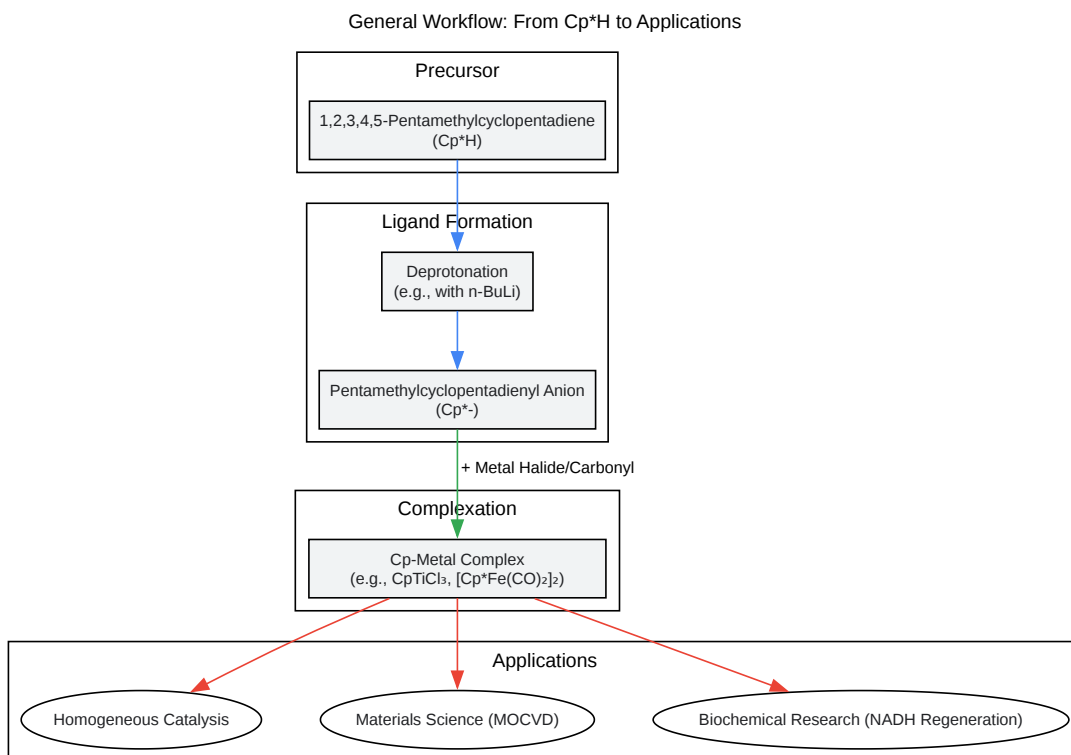 General Workflow: From Cp*H to Applications
Precursor
1,2,3,4,5-Pentamethylcyclopentadiene
(Cp*H)
Ligand Formation
Deprotonation
(e.g., with n-BuLi)
Pentamethylcyclopentadienyl Anion
(Cp*-)
+ Metal Halide/Carbonyl
Complexation
Cp-Metal Complex
(e.g., CpTiCl₃, [Cp*Fe(CO)₂]₂)
Applications
Homogeneous Catalysis
Materials Science (MOCVD)
Biochemical Research (NADH Regeneration)